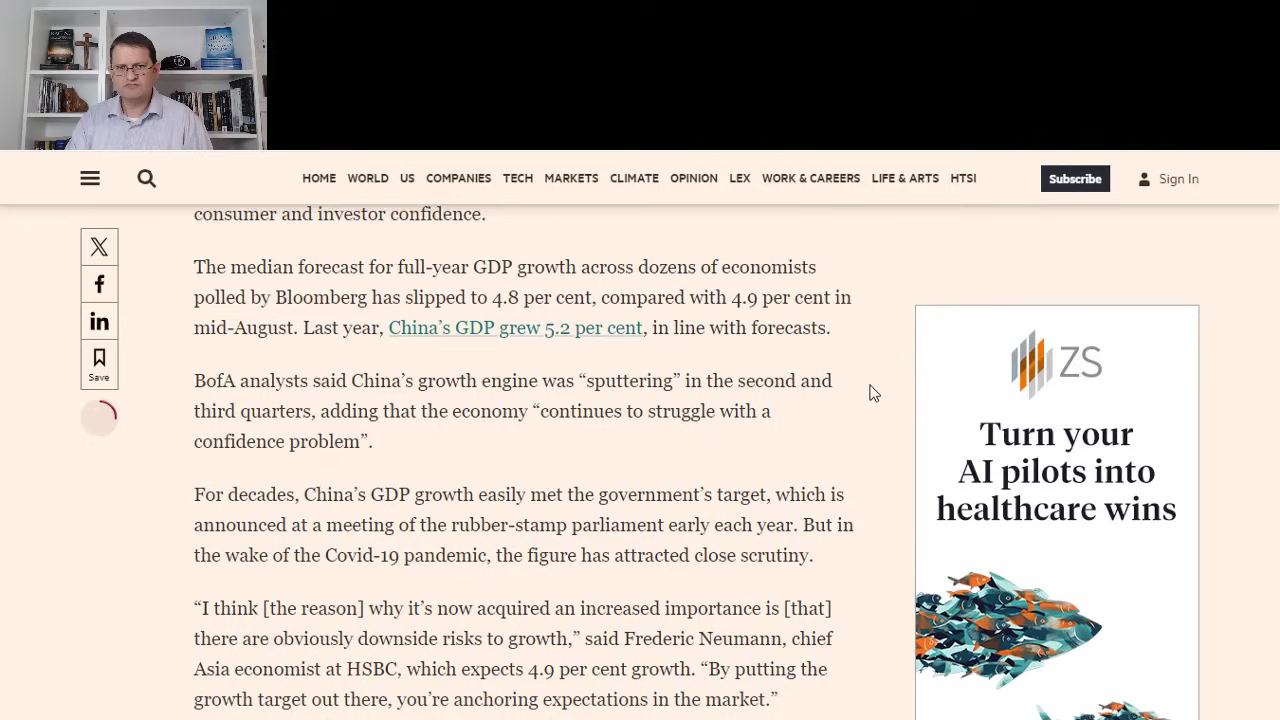 HOME WORLD US COMPANIES TECH MARKETS CLIMATE OPINION LEX WORK & CAREERS LIFE & ARTS HTSI Subscribe Sign In
consumer and investor confidence.
The median forecast for full-year GDP growth across dozens of economists
polled by Bloomberg has slipped to 4.8 per cent, compared with 4.9 per cent in
mid-August. Last year, China’s GDP grew 5.2 per cent, in line with forecasts.
BofA analysts said China’s growth engine was “sputtering” in the second and
third quarters, adding that the economy “continues to struggle with a
confidence problem”.
For decades, China’s GDP growth easily met the government’s target, which is
announced at a meeting of the rubber-stamp parliament early each year. But in
the wake of the Covid-19 pandemic, the figure has attracted close scrutiny.
“I think [the reason] why it’s now acquired an increased importance is [that]
there are obviously downside risks to growth,” said Frederic Neumann, chief
Asia economist at HSBC, which expects 4.9 per cent growth. “By putting the
growth target out there, you’re anchoring expectations in the market.”
X
f
in
Save
ZS
Turn your
AI pilots into
healthcare wins